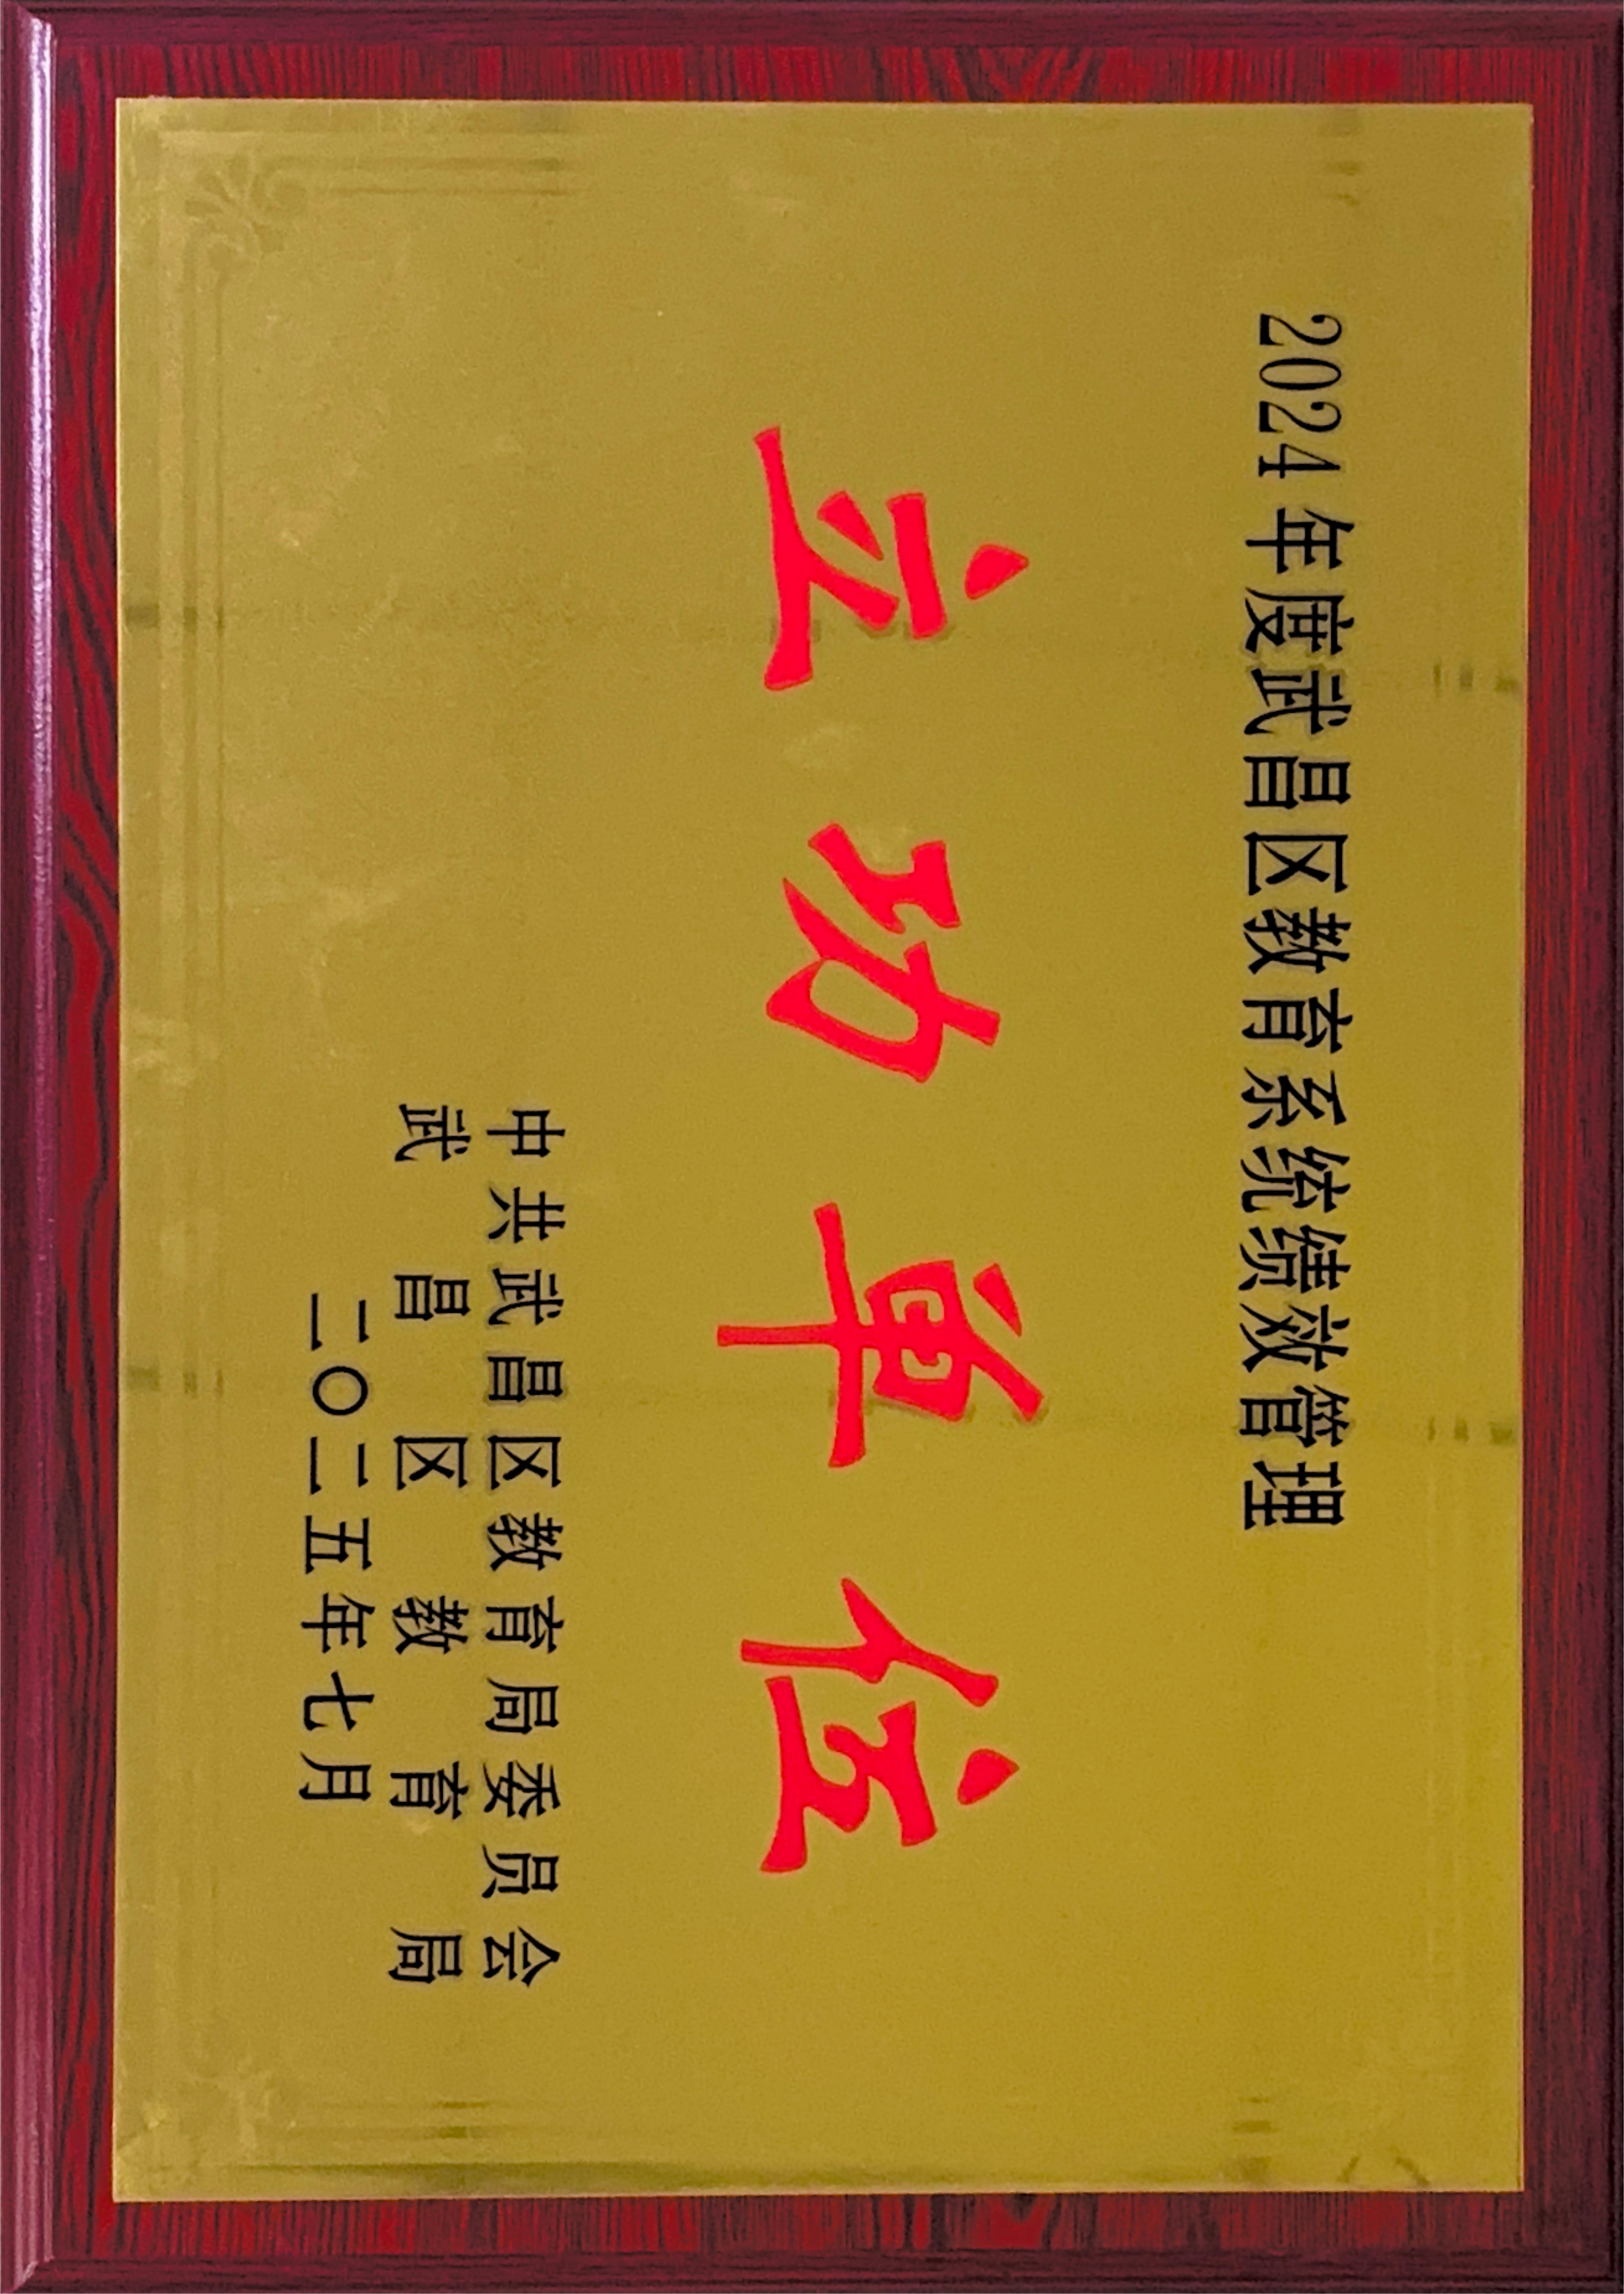 2024年度武昌区教育系统绩效管理
立功单位
中共武昌区教育局委员会
武昌区教育局
二〇二五年七月